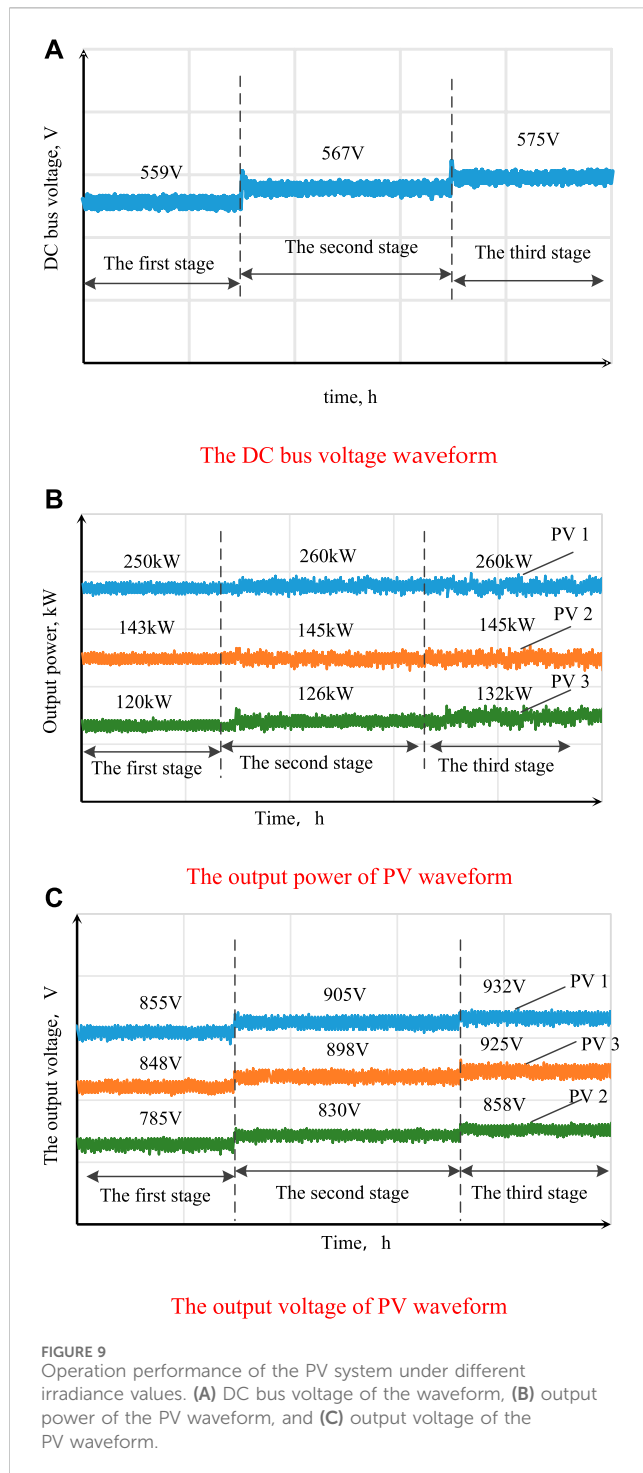 A
DC bus voltage, V
559V
567V
575V
The first stage
The second stage
The third stage
time, h
The DC bus voltage waveform
B
Output power, kW
250kW
260kW
260kW
PV 1
143kW
145kW
145kW
PV 2
120kW
126kW
132kW
PV 3
The first stage
The second stage
The third stage
Time, h
The output power of PV waveform
C
The output voltage, V
855V
905V
932V
PV 1
848V
898V
925V
PV 3
785V
830V
858V
PV 2
The first stage
The second stage
The third stage
Time, h
The output voltage of PV waveform
FIGURE 9
Operation performance of the PV system under different
irradiance values. (A) DC bus voltage of the waveform, (B) output
power of the PV waveform, and (C) output voltage of the
PV waveform.